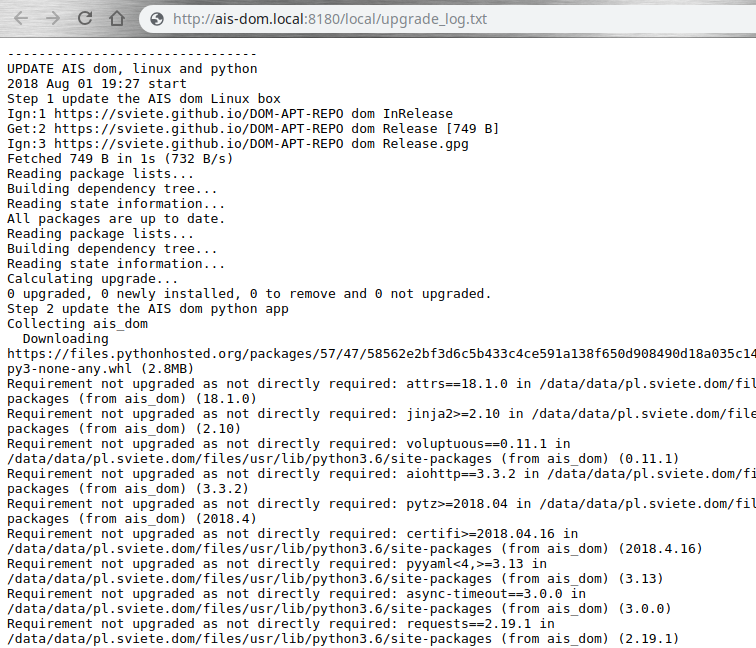 http://ais-dom.local:8180/local/upgrade_log.txt
--------------------------------
UPDATE AIS dom, linux and python
2018 Aug 01 19:27 start
Step 1 update the AIS dom Linux box
Ign:1 https://sviete.github.io/DOM-APT-REPO dom InRelease
Get:2 https://sviete.github.io/DOM-APT-REPO dom Release [749 B]
Ign:3 https://sviete.github.io/DOM-APT-REPO dom Release.gpg
Fetched 749 B in 1s (732 B/s)
Reading package lists...
Building dependency tree...
Reading state information...
All packages are up to date.
Reading package lists...
Building dependency tree...
Reading state information...
Calculating upgrade...
0 upgraded, 0 newly installed, 0 to remove and 0 not upgraded.
Step 2 update the AIS dom python app
Collecting ais_dom
  Downloading
https://files.pythonhosted.org/packages/57/47/58562e2bf3d6c5b433c4ce591a138f650d908490d18a035c14
py3-none-any.whl (2.8MB)
Requirement not upgraded as not directly required: attrs==18.1.0 in /data/data/pl.sviete.dom/fil
packages (from ais_dom) (18.1.0)
Requirement not upgraded as not directly required: jinja2>=2.10 in /data/data/pl.sviete.dom/file
packages (from ais_dom) (2.10)
Requirement not upgraded as not directly required: voluptuous==0.11.1 in
/data/data/pl.sviete.dom/files/usr/lib/python3.6/site-packages (from ais_dom) (0.11.1)
Requirement not upgraded as not directly required: aiohttp==3.3.2 in /data/data/pl.sviete.dom/fi
packages (from ais_dom) (3.3.2)
Requirement not upgraded as not directly required: pytz>=2018.04 in /data/data/pl.sviete.dom/fil
packages (from ais_dom) (2018.4)
Requirement not upgraded as not directly required: certifi>=2018.04.16 in
/data/data/pl.sviete.dom/files/usr/lib/python3.6/site-packages (from ais_dom) (2018.4.16)
Requirement not upgraded as not directly required: pyyaml<4,>=3.13 in
/data/data/pl.sviete.dom/files/usr/lib/python3.6/site-packages (from ais_dom) (3.13)
Requirement not upgraded as not directly required: async-timeout==3.0.0 in
/data/data/pl.sviete.dom/files/usr/lib/python3.6/site-packages (from ais_dom) (3.0.0)
Requirement not upgraded as not directly required: requests==2.19.1 in
/data/data/pl.sviete.dom/files/usr/lib/python3.6/site-packages (from ais_dom) (2.19.1)